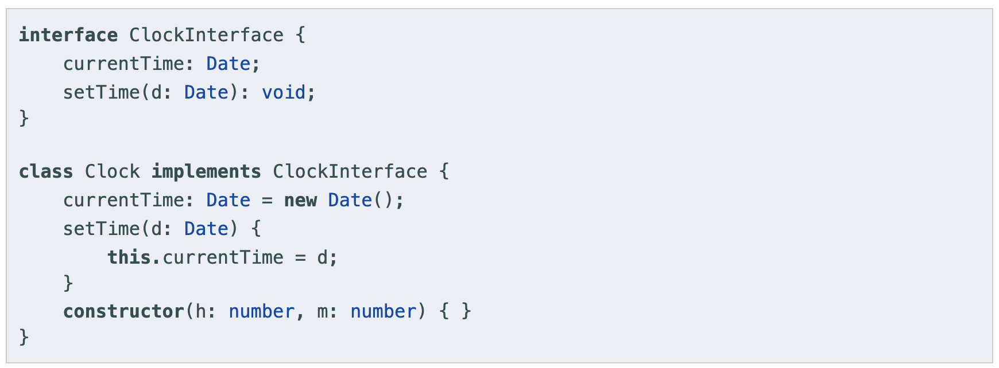 interface ClockInterface {
    currentTime: Date;
    setTime(d: Date): void;
}

class Clock implements ClockInterface {
    currentTime: Date = new Date();
    setTime(d: Date) {
        this.currentTime = d;
    }
    constructor(h: number, m: number) { }
}